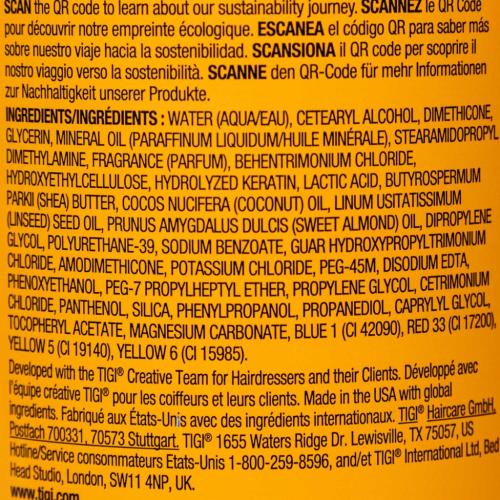 SCAN the QR code to learn about our sustainability journey. SCANNEZ le QR Code
pour découvrir notre empreinte écologique. ESCANEA el código QR para saber más
sobre nuestro viaje hacia la sostenibilidad. SCANSIONA il QR code per scoprire il
nostro viaggio verso la sostenibilità. SCANNE den QR-Code für mehr Informationen
zur Nachhaltigkeit unserer Produkte.
INGREDIENTS/INGRÉDIENTS : WATER (AQUA/EAU), CETEARYL ALCOHOL, DIMETHICONE,
GLYCERIN, MINERAL OIL (PARAFFINUM LIQUIDUM/HUILE MINÉRALE), STEARAMIDOPROPYL
DIMETHYLAMINE, FRAGRANCE (PARFUM), BEHENTRIMONIUM CHLORIDE,
HYDROXYETHYLCELLULOSE, HYDROLYZED KERATIN, LACTIC ACID, BUTYROSPERMUM
PARKII (SHEA) BUTTER, COCOS NUCIFERA (COCONUT) OIL, LINUM USITATISSIMUM
(LINSEED) SEED OIL, PRUNUS AMYGDALUS DULCIS (SWEET ALMOND) OIL, DIPROPYLENE
GLYCOL, POLYURETHANE-39, SODIUM BENZOATE, GUAR HYDROXYPROPYLTRIMONIUM
CHLORIDE, AMODIMETHICONE, POTASSIUM CHLORIDE, PEG-45M, DISODIUM EDTA,
PHENOXYETHANOL, PEG-7 PROPYLHEPTYL ETHER, PROPYLENE GLYCOL, CETRIMONIUM
CHLORIDE, PANTHENOL, SILICA, PHENYLPROPANOL, PROPANEDIOL, CAPRYLYL GLYCOL,
TOCOPHERYL ACETATE, MAGNESIUM CARBONATE, BLUE 1 (CI 42090), RED 33 (CI 17200),
YELLOW 5 (CI 19140), YELLOW 6 (CI 15985).
Developed with the TIGI® Creative Team for Hairdressers and their Clients. Développé avec
l'équipe créative TIGI® pour les coiffeurs et leurs clients. Made in the USA with global
ingredients. Fabriqué aux États-Unis avec des ingrédients internationaux. TIGI® Haircare GmbH.
Postfach 700331, 70573 Stuttgart. TIGI® 1655 Waters Ridge Dr. Lewisville, TX 75057, US
Hotline/Service consommateurs Etats-Unis 1-800-259-8596, and/et TIGI® International Ltd, Bed
Head Studio, London, SW11 4NP, UK.
www.tigi.com